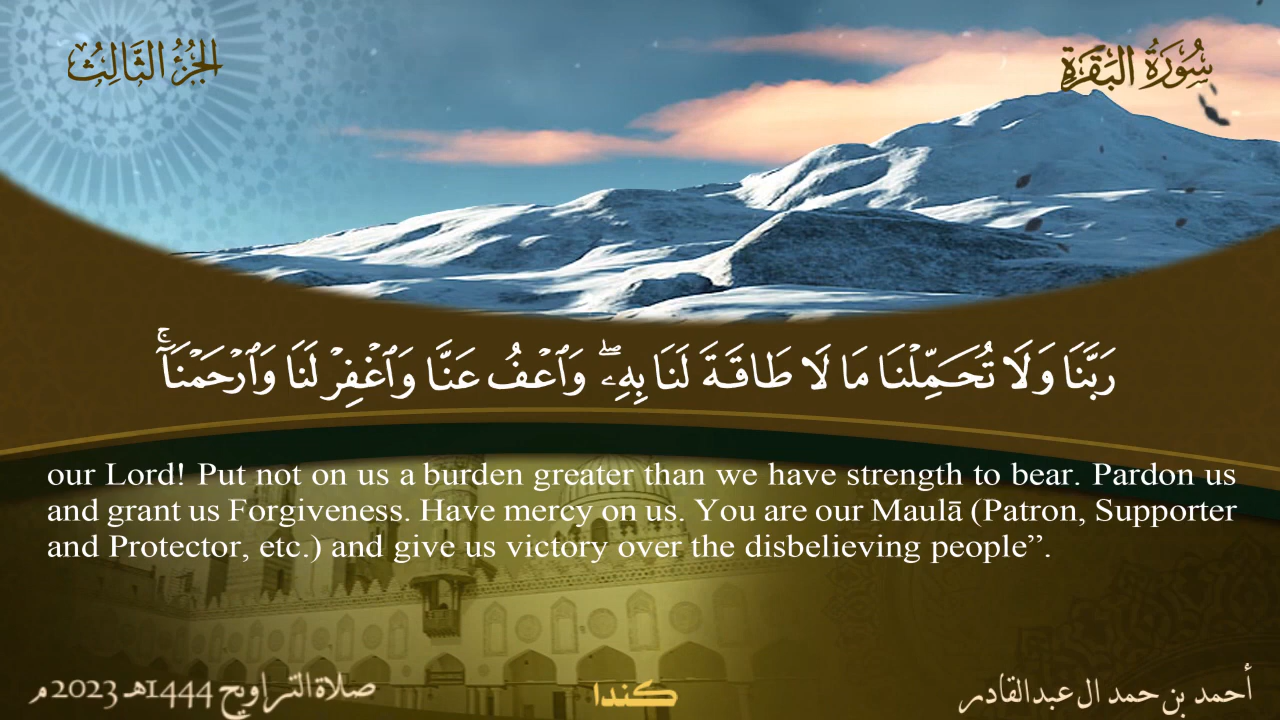 سُورَةُ البَقَرَةِ
الجُزْءُ الثَّالِثُ
رَبَّنَا وَلَا تُحَمِّلْنَا مَا لَا طَاقَةَ لَنَا بِهِۦۖ وَٱعْفُ عَنَّا وَٱغْفِرْ لَنَا وَٱرْحَمْنَآۚ
our Lord! Put not on us a burden greater than we have strength to bear. Pardon us
and grant us Forgiveness. Have mercy on us. You are our Maulā (Patron, Supporter
and Protector, etc.) and give us victory over the disbelieving people”.
أحمد بن حمد ال عبدالقادر
كندا
صلاة التراويح 1444هـ 2023م